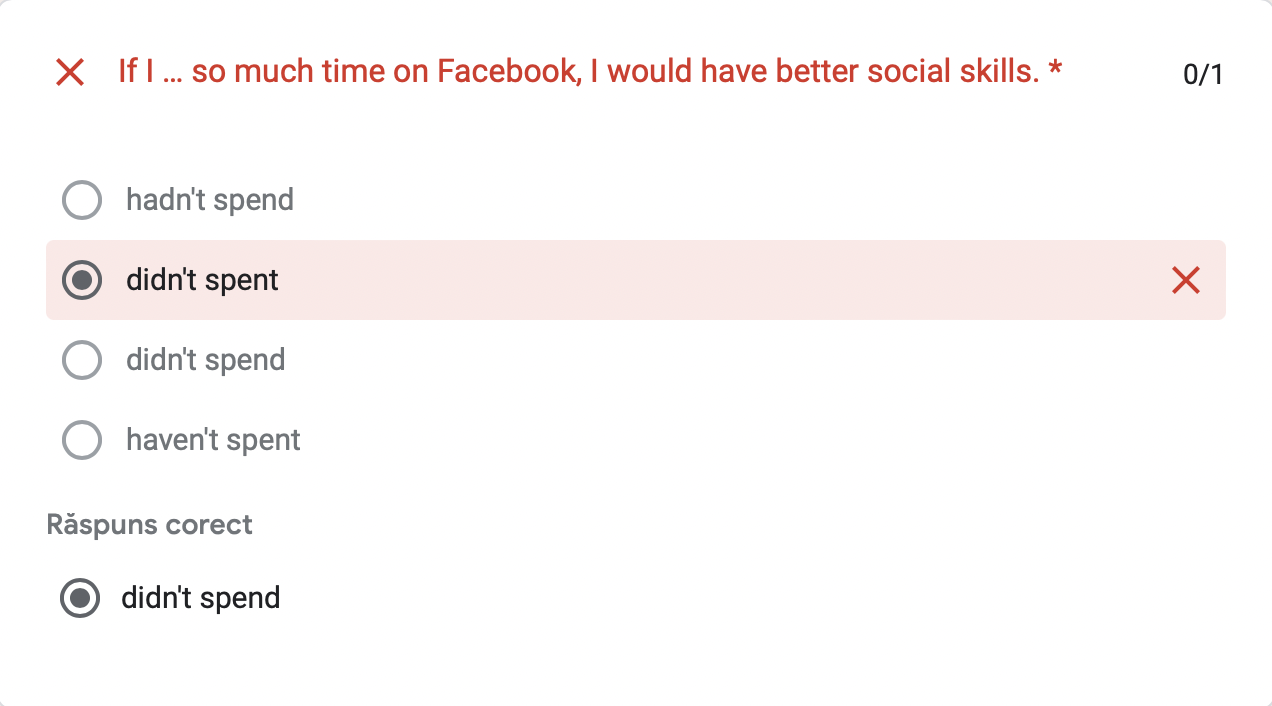 If I ... so much time on Facebook, I would have better social skills. *
0/1
hadn't spend
didn't spent
didn't spend
haven't spent
Răspuns corect
didn't spend